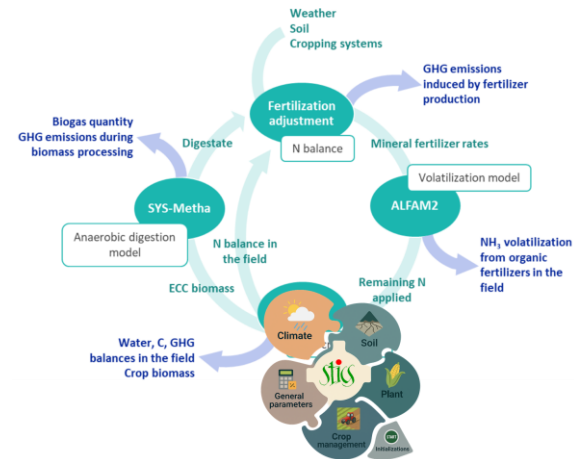 Weather
Soil
Cropping systems
GHG emissions
induced by fertilizer
production
Fertilization
adjustment
N balance
Biogas quantity
GHG emissions during
biomass processing
Digestate
Mineral fertilizer rates
Volatilization model
SYS-Metha
ALFAM2
Anaerobic digestion
model
N balance in
the field
NH₃ volatilization
from organic
fertilizers in the
field
ECC biomass
Remaining N
applied
Climate
Soil
Water, C, GHG
balances in the field
Crop biomass
stics
General
parameters
Plant
Crop
management
Initializations